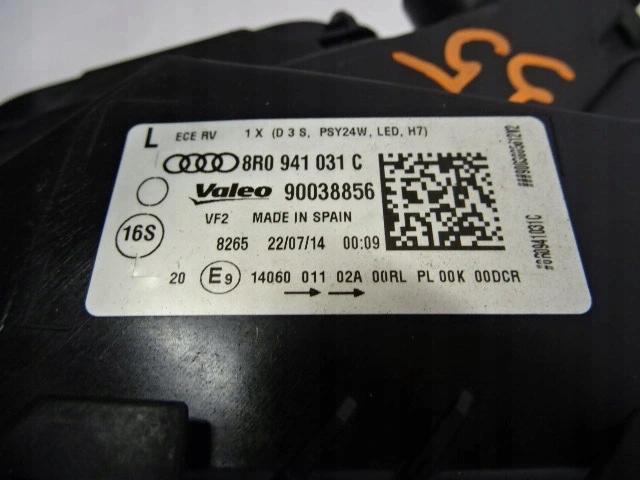 L ECE RV 1 X (D 3 S, PSY24W, LED, H7)
8R0 941 031 C
Valeo 90038856
VF2 MADE IN SPAIN
16S
8265 22/07/14 00:09
20 E9 14060 011 02A 00RL PL 00K 00DCR
#8R0941031C